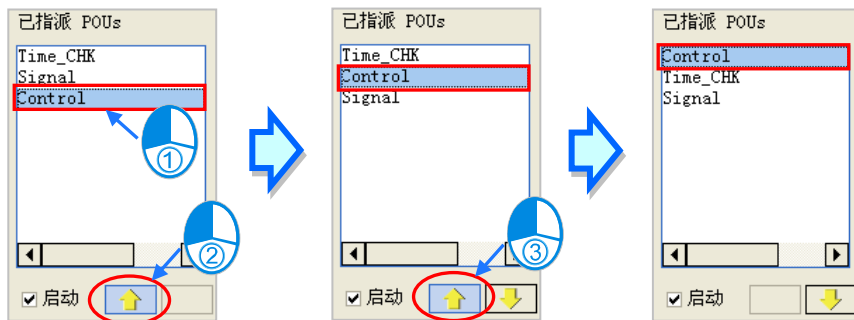 已指派 POUs
Time_CHK
Signal
Control
①
②
启动
已指派 POUs
Time_CHK
Control
Signal
③
启动
已指派 POUs
Control
Time_CHK
Signal
启动